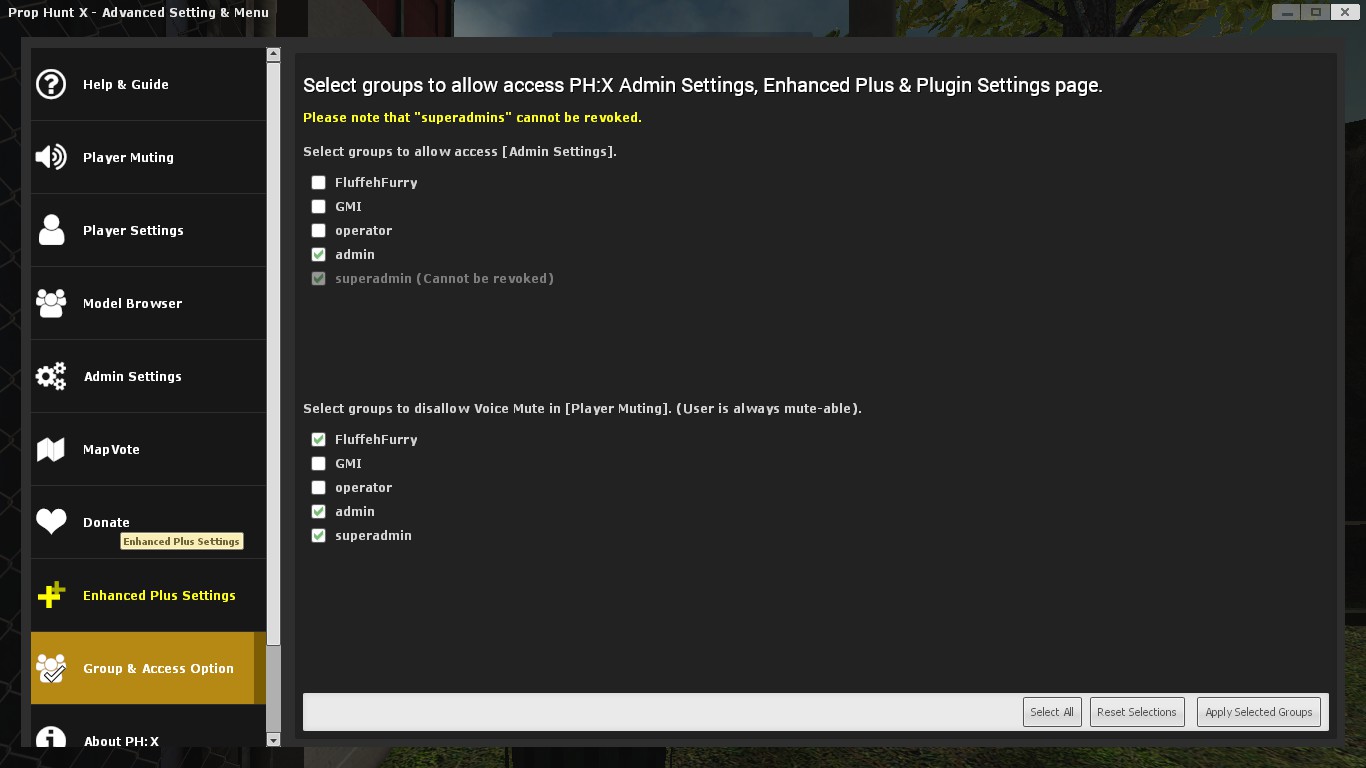 Prop Hunt X - Advanced Setting & Menu
Help & Guide
Player Muting
Player Settings
Model Browser
Admin Settings
MapVote
Donate
Enhanced Plus Settings
Enhanced Plus Settings
Group & Access Option
About PH:X
Select groups to allow access PH:X Admin Settings, Enhanced Plus & Plugin Settings page.
Please note that "superadmins" cannot be revoked.
Select groups to allow access [Admin Settings].
FluffehFurry
GMI
operator
admin
superadmin (Cannot be revoked)
Select groups to disallow Voice Mute in [Player Muting]. (User is always mute-able).
FluffehFurry
GMI
operator
admin
superadmin
Select All
Reset Selections
Apply Selected Groups